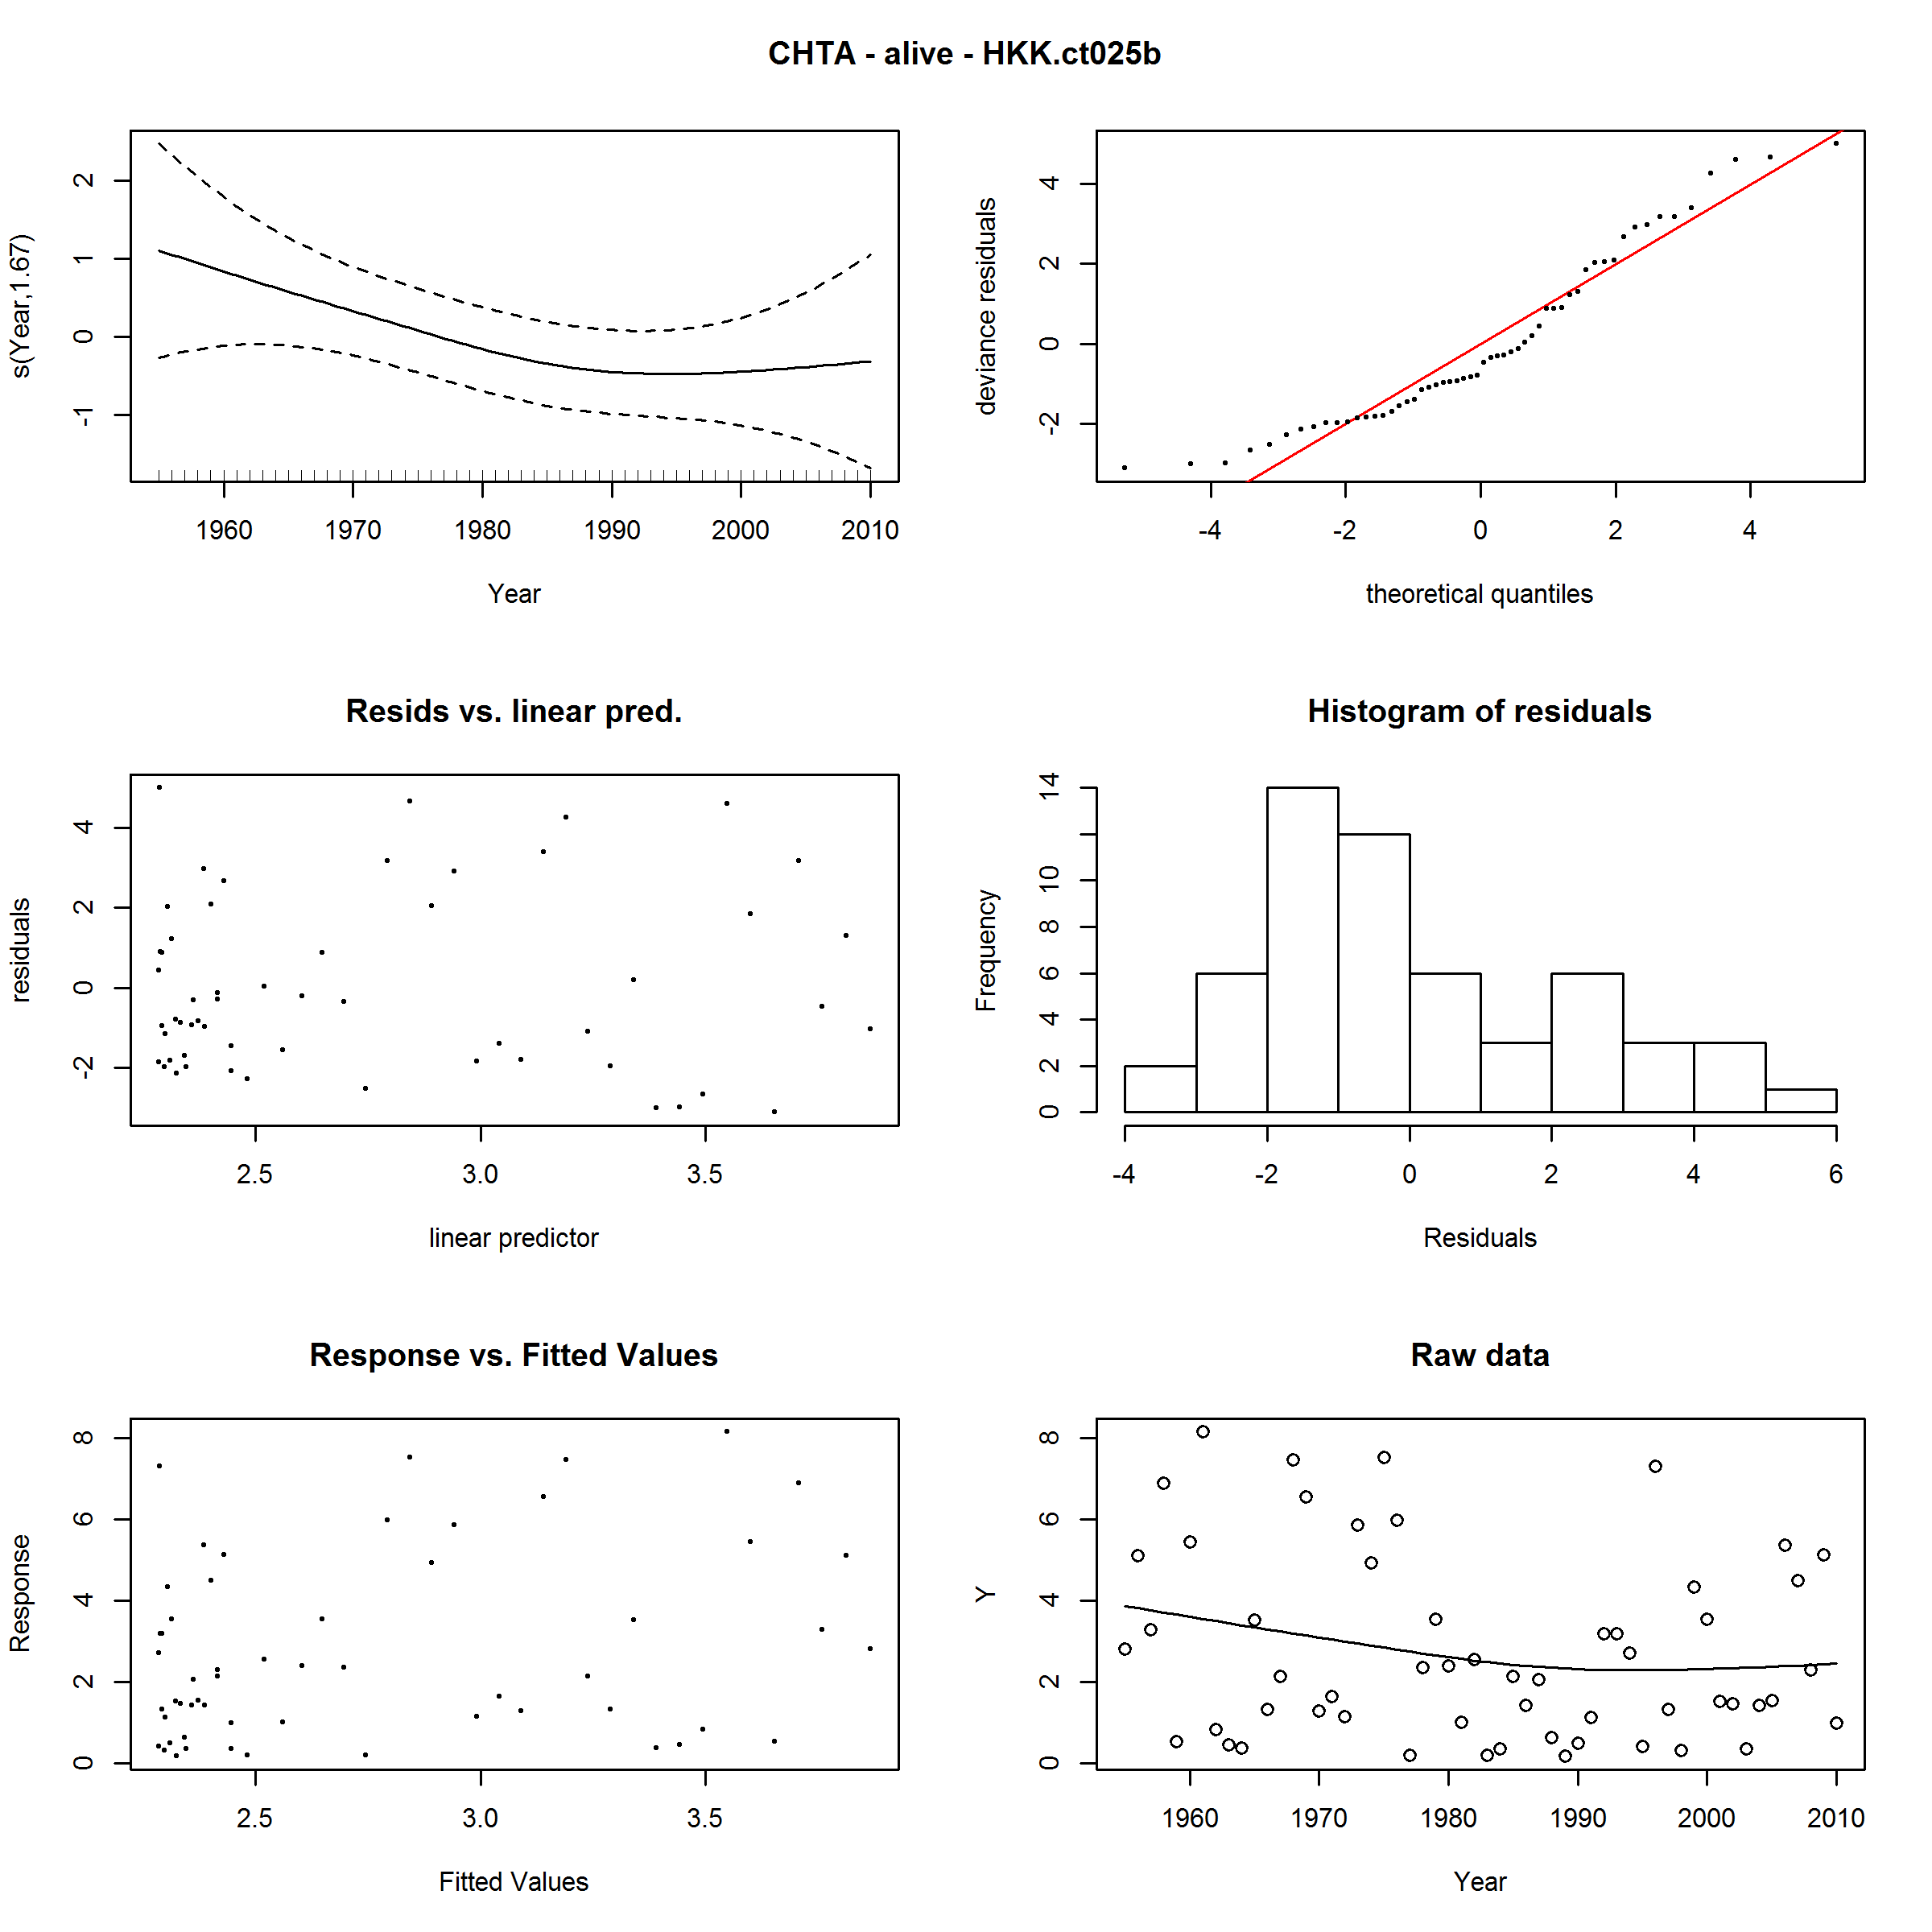 CHTA - alive - HKK.ct025b
s(Year,1.67)
2
1
0
-1
1960 1970 1980 1990 2000 2010
Year
deviance residuals
4
2
0
-2
-4 -2 0 2 4
theoretical quantiles
Resids vs. linear pred.
residuals
4
2
0
-2
2.5 3.0 3.5
linear predictor
Histogram of residuals
Frequency
14
10
8
6
4
2
0
-4 -2 0 2 4 6
Residuals
Response vs. Fitted Values
Response
8
6
4
2
0
2.5 3.0 3.5
Fitted Values
Raw data
Y
8
6
4
2
0
1960 1970 1980 1990 2000 2010
Year